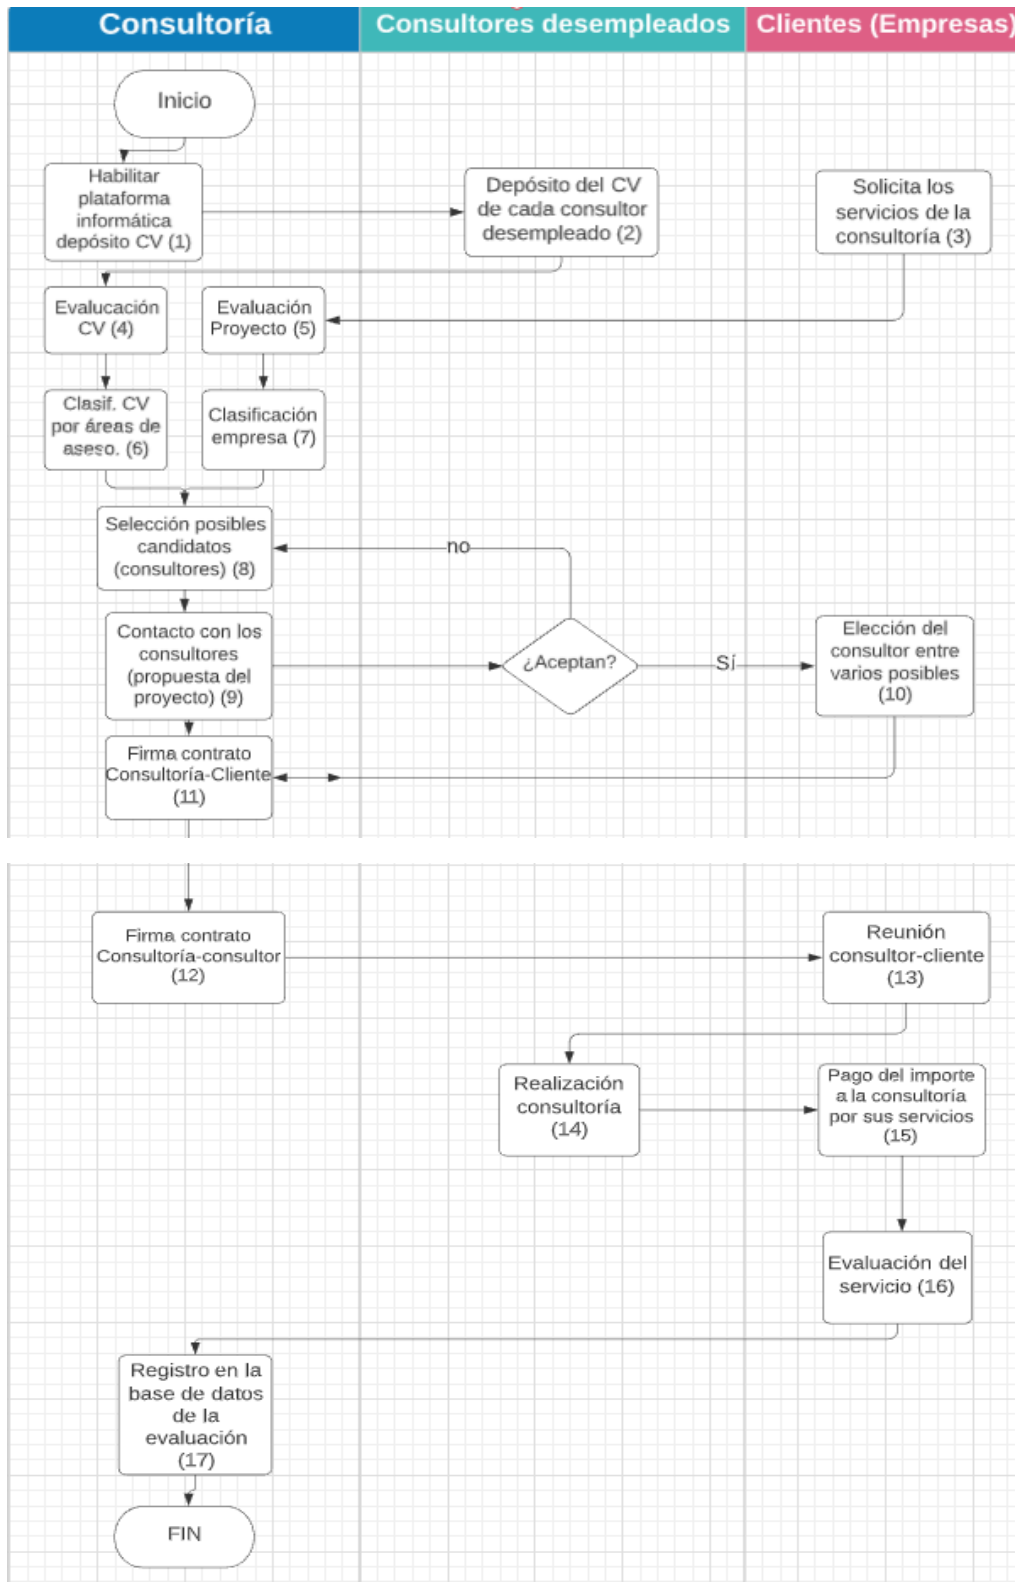 Consultoría
Consultores desempleados
Clientes (Empresas)
Inicio
Habilitar
plataforma
informática
depósito CV (1)
Depósito del CV
de cada consultor
desempleado (2)
Solicita los
servicios de la
consultoría (3)
Evalucación
CV (4)
Evaluación
Proyecto (5)
Clasif. CV
por áreas de
aseso. (6)
Clasificación
empresa (7)
Selección posibles
candidatos
(consultores) (8)
no
Contacto con los
consultores
(propuesta del
proyecto) (9)
¿Aceptan?
Sí
Elección del
consultor entre
varios posibles
(10)
Firma contrato
Consultoría-Cliente
(11)
Firma contrato
Consultoría-consultor
(12)
Reunión
consultor-cliente
(13)
Realización
consultoría
(14)
Pago del importe
a la consultoría
por sus servicios
(15)
Evaluación del
servicio (16)
Registro en la
base de datos
de la
evaluación
(17)
FIN